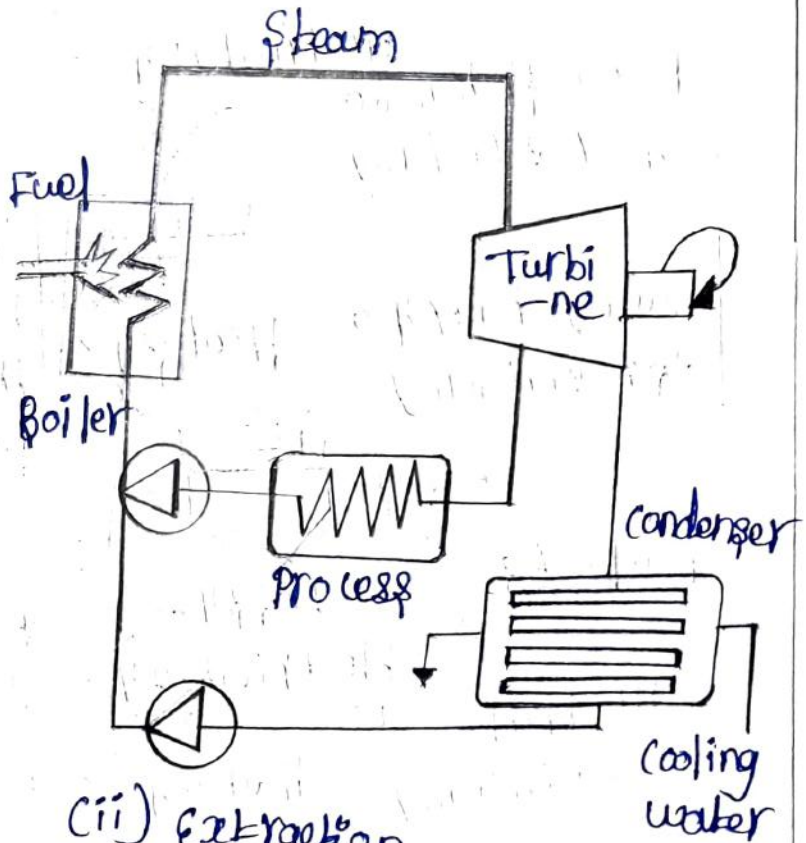 Steam
Fuel
Turbi
-ne
Boiler
Process
Condenser
Cooling
water
(ii) Extraction